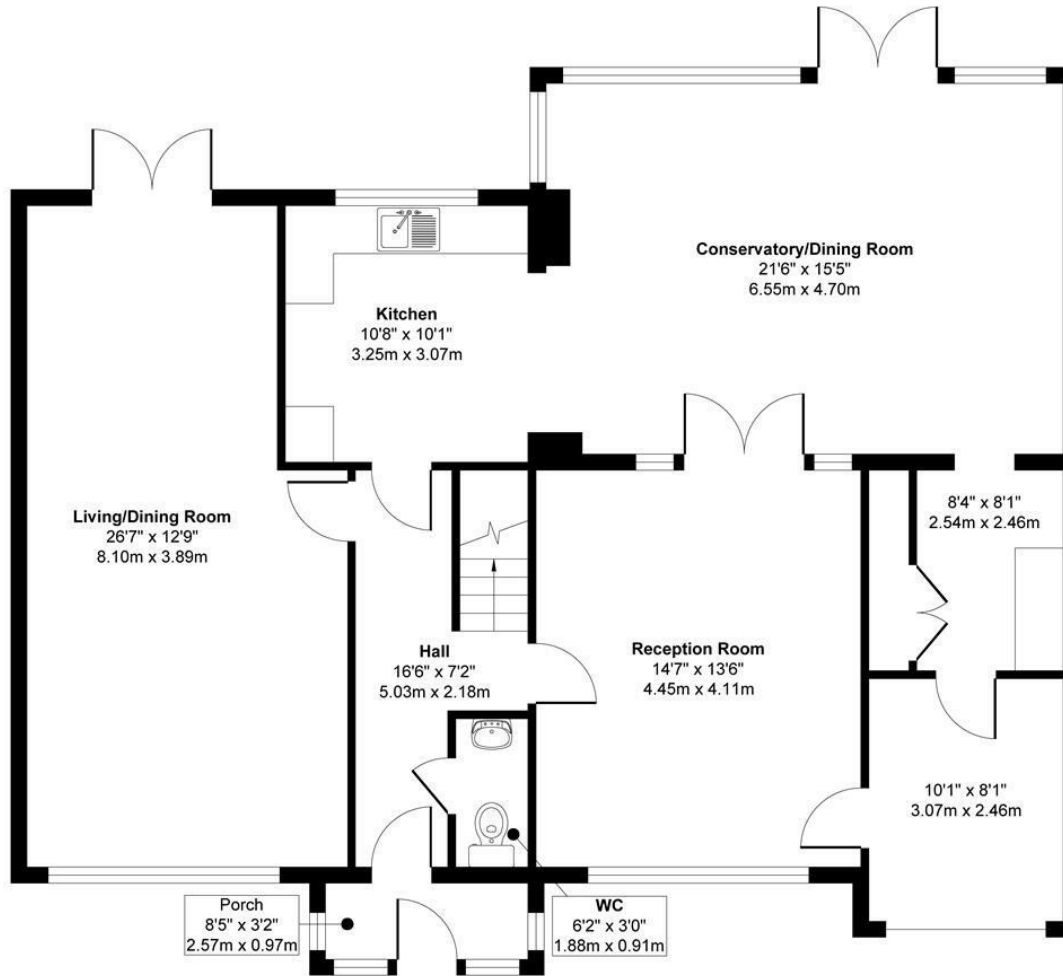 Conservatory/Dining Room
21'6" x 15'5"
6.55m x 4.70m
Kitchen
10'8" x 10'1"
3.25m x 3.07m
Living/Dining Room
26'7" x 12'9"
8.10m x 3.89m
8'4" x 8'1"
2.54m x 2.46m
Hall
16'6" x 7'2"
5.03m x 2.18m
Reception Room
14'7" x 13'6"
4.45m x 4.11m
10'1" x 8'1"
3.07m x 2.46m
Porch
8'5" x 3'2"
2.57m x 0.97m
WC
6'2" x 3'0"
1.88m x 0.91m